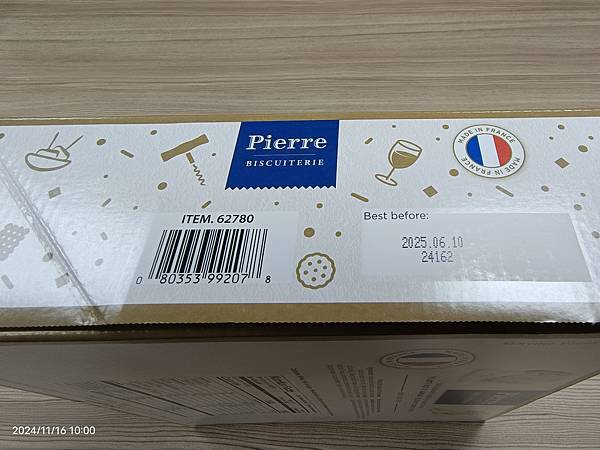 Pierre
BISCUITERIE
MADE IN FRANCE
MADE IN FRANCE
ITEM. 62780
0 80353 99207 8
Best before:
2025.06.10
24162
2024/11/16 10:00